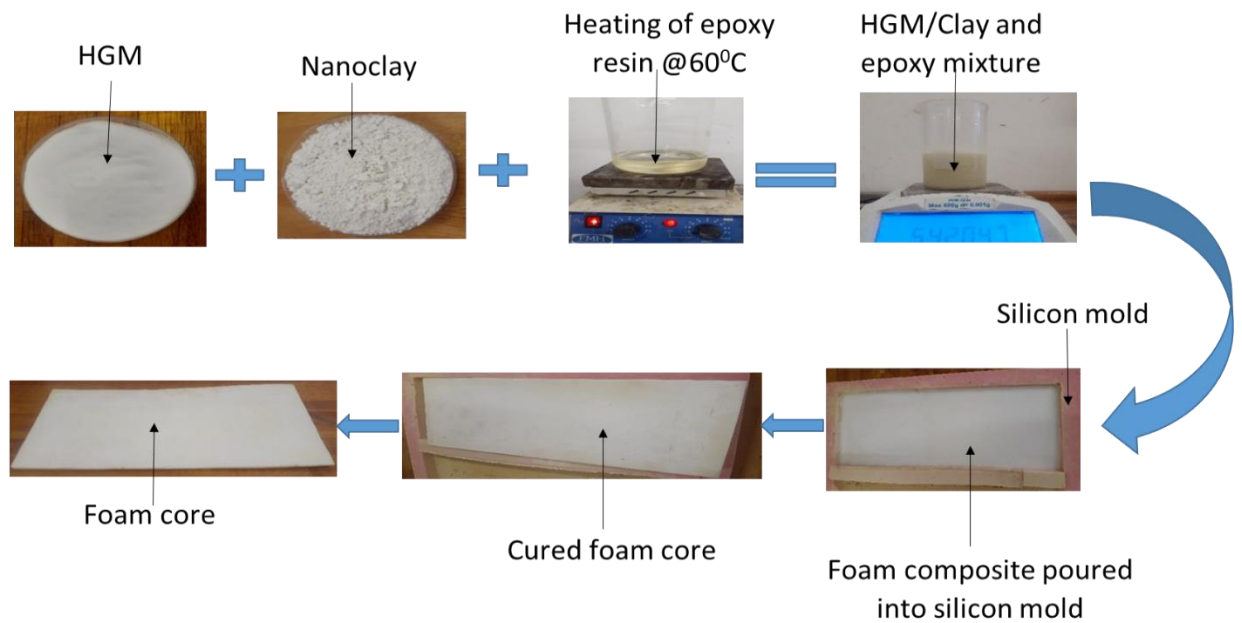 HGM
Nanoclay
Heating of epoxy
resin @60⁰C
HGM/Clay and
epoxy mixture
Silicon mold
Foam core
Cured foam core
Foam composite poured
into silicon mold